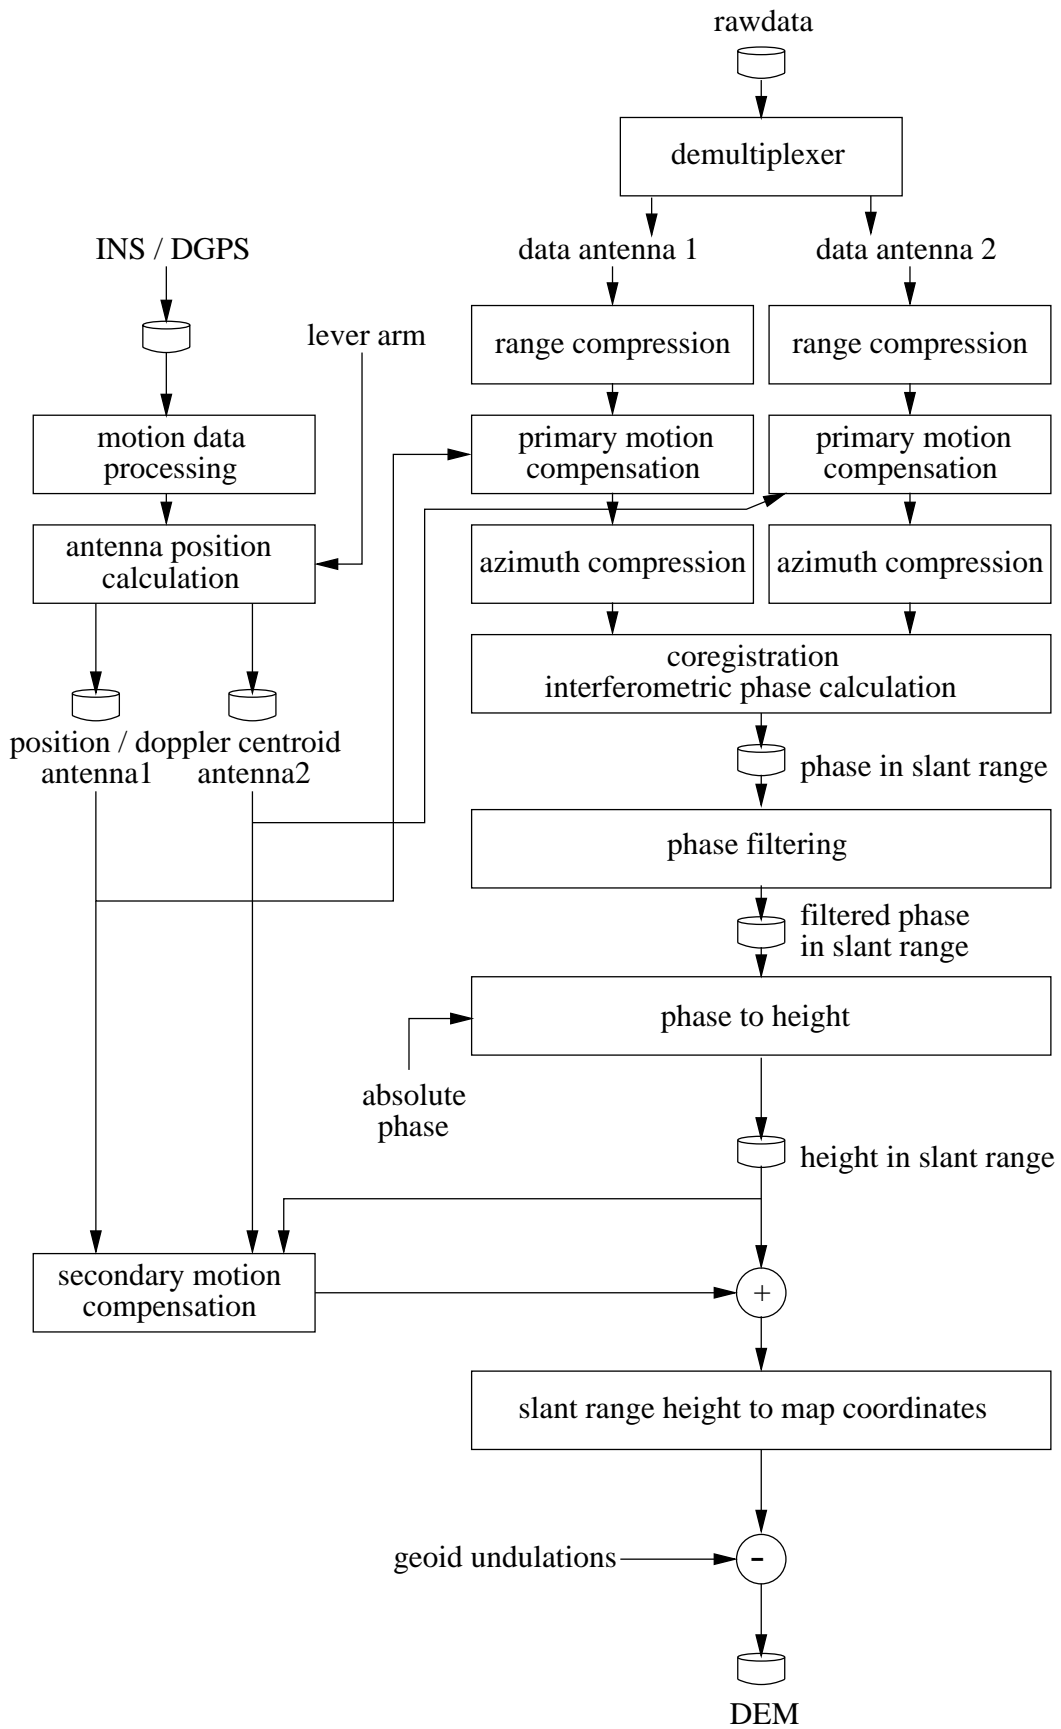 rawdata
demultiplexer
INS / DGPS
data antenna 1
data antenna 2
lever arm
range compression
range compression
motion data
processing
primary motion
compensation
primary motion
compensation
antenna position
calculation
azimuth compression
azimuth compression
coregistration
interferometric phase calculation
position / doppler centroid
antenna1
antenna2
phase in slant range
phase filtering
filtered phase
in slant range
phase to height
absolute
phase
height in slant range
secondary motion
compensation
+
slant range height to map coordinates
geoid undulations
-
DEM